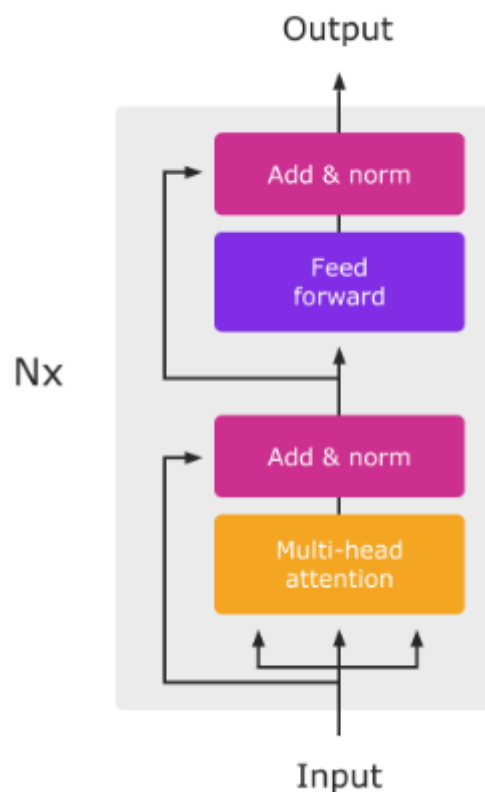 Output
Add & norm
Feed
forward
Nx
Add & norm
Multi-head
attention
Input